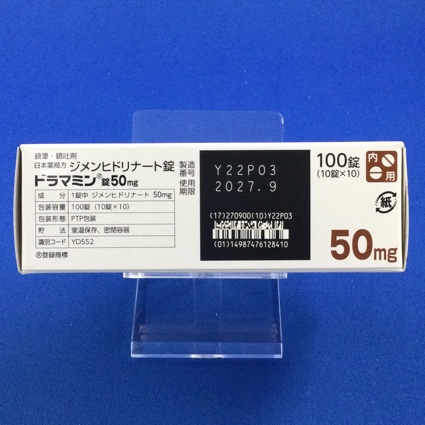 鎮暈・鎮吐剤
日本薬局方 ジメンヒドリナート錠
ドラマミン®錠50mg
成 分 1錠中 ジメンヒドリナート 50mg
包装容量 100錠（10錠×10）
包装形態 PTP包装
貯 法 室温保存、密閉容器
識別コード YD552
®登録商標
製造番号 Y22P03
使用期限 2027.9
(17)270900(10)Y22P03
(01)14987476128410
100錠
(10錠×10)
内用
紙
50mg